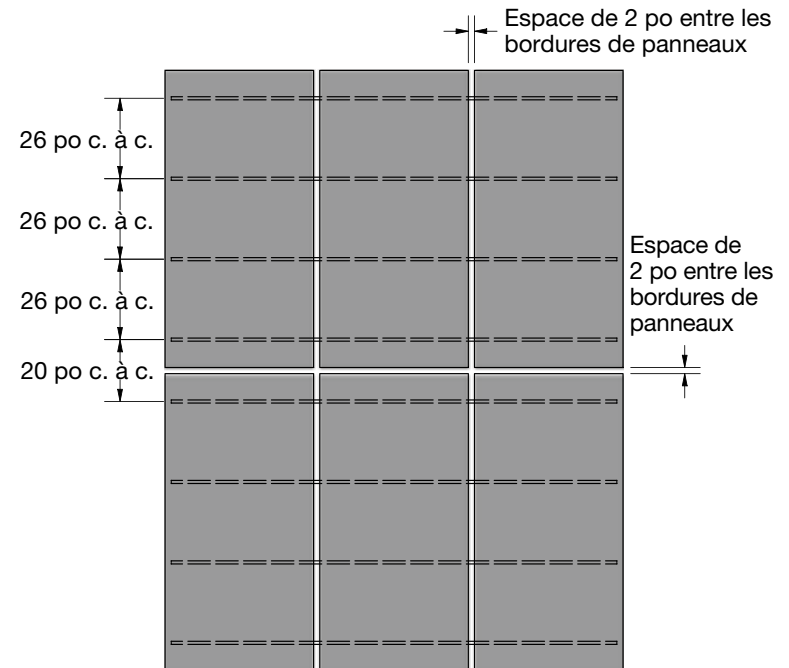 Espace de 2 po entre les
bordures de panneaux
26 po c. à c.
26 po c. à c.
26 po c. à c.
20 po c. à c.
Espace de
2 po entre les
bordures de
panneaux